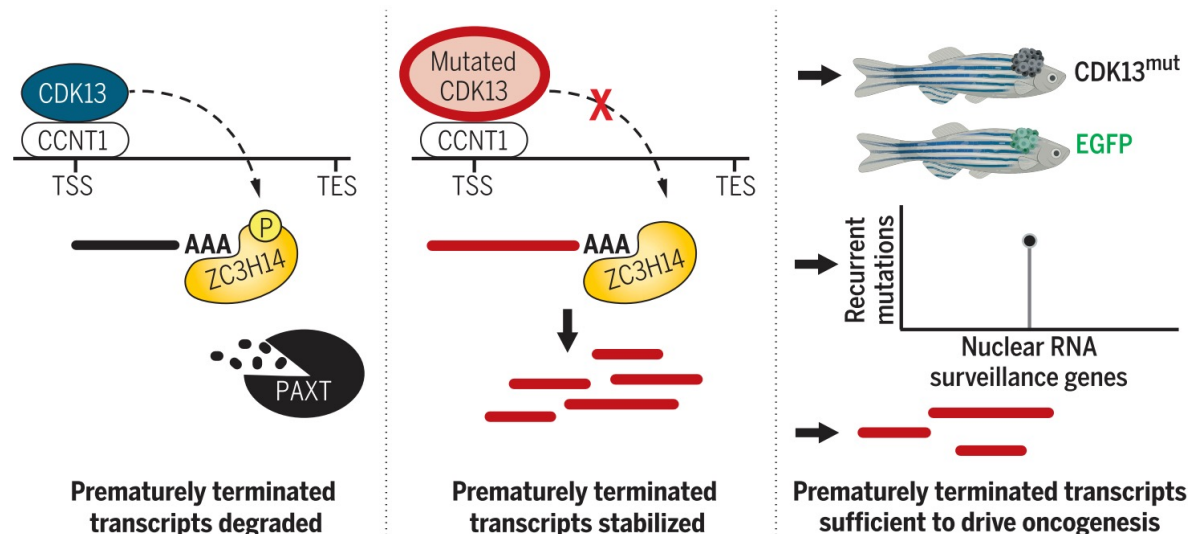 CDK13
CCNT1
TSS
TES
AAA
P
ZC3H14
PAXT
Prematurely terminated
transcripts degraded
Mutated
CDK13
X
CCNT1
TSS
TES
AAA
ZC3H14
Prematurely terminated
transcripts stabilized
CDK13mut
EGFP
Recurrent
mutations
Nuclear RNA
surveillance genes
Prematurely terminated transcripts
sufficient to drive oncogenesis